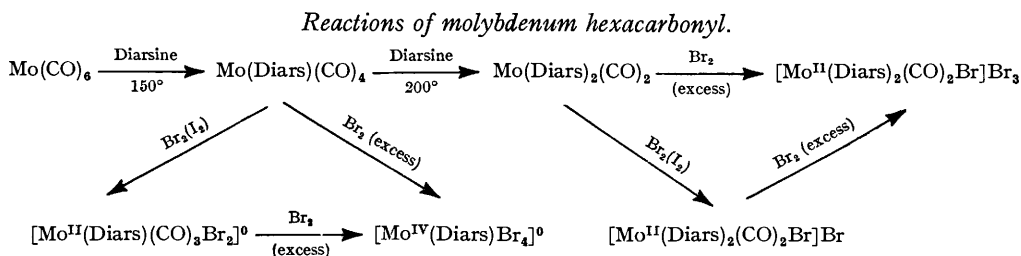 Reactions of molybdenum hexacarbonyl.
Mo(CO)₆ Diarsine 150° Mo(Diars)(CO)₄ Diarsine 200° Mo(Diars)₂(CO)₂ Br₂ (excess) [Moᴵᴵ(Diars)₂(CO)₂Br]Br₃
Br₂(I₂) Br₂ (excess) Br₂(I₂) Br₂ (excess)
[Moᴵᴵ(Diars)(CO)₃Br₂]⁰ Br₂ (excess) [Moᴵⱽ(Diars)Br₄]⁰ [Moᴵᴵ(Diars)₂(CO)₂Br]Br